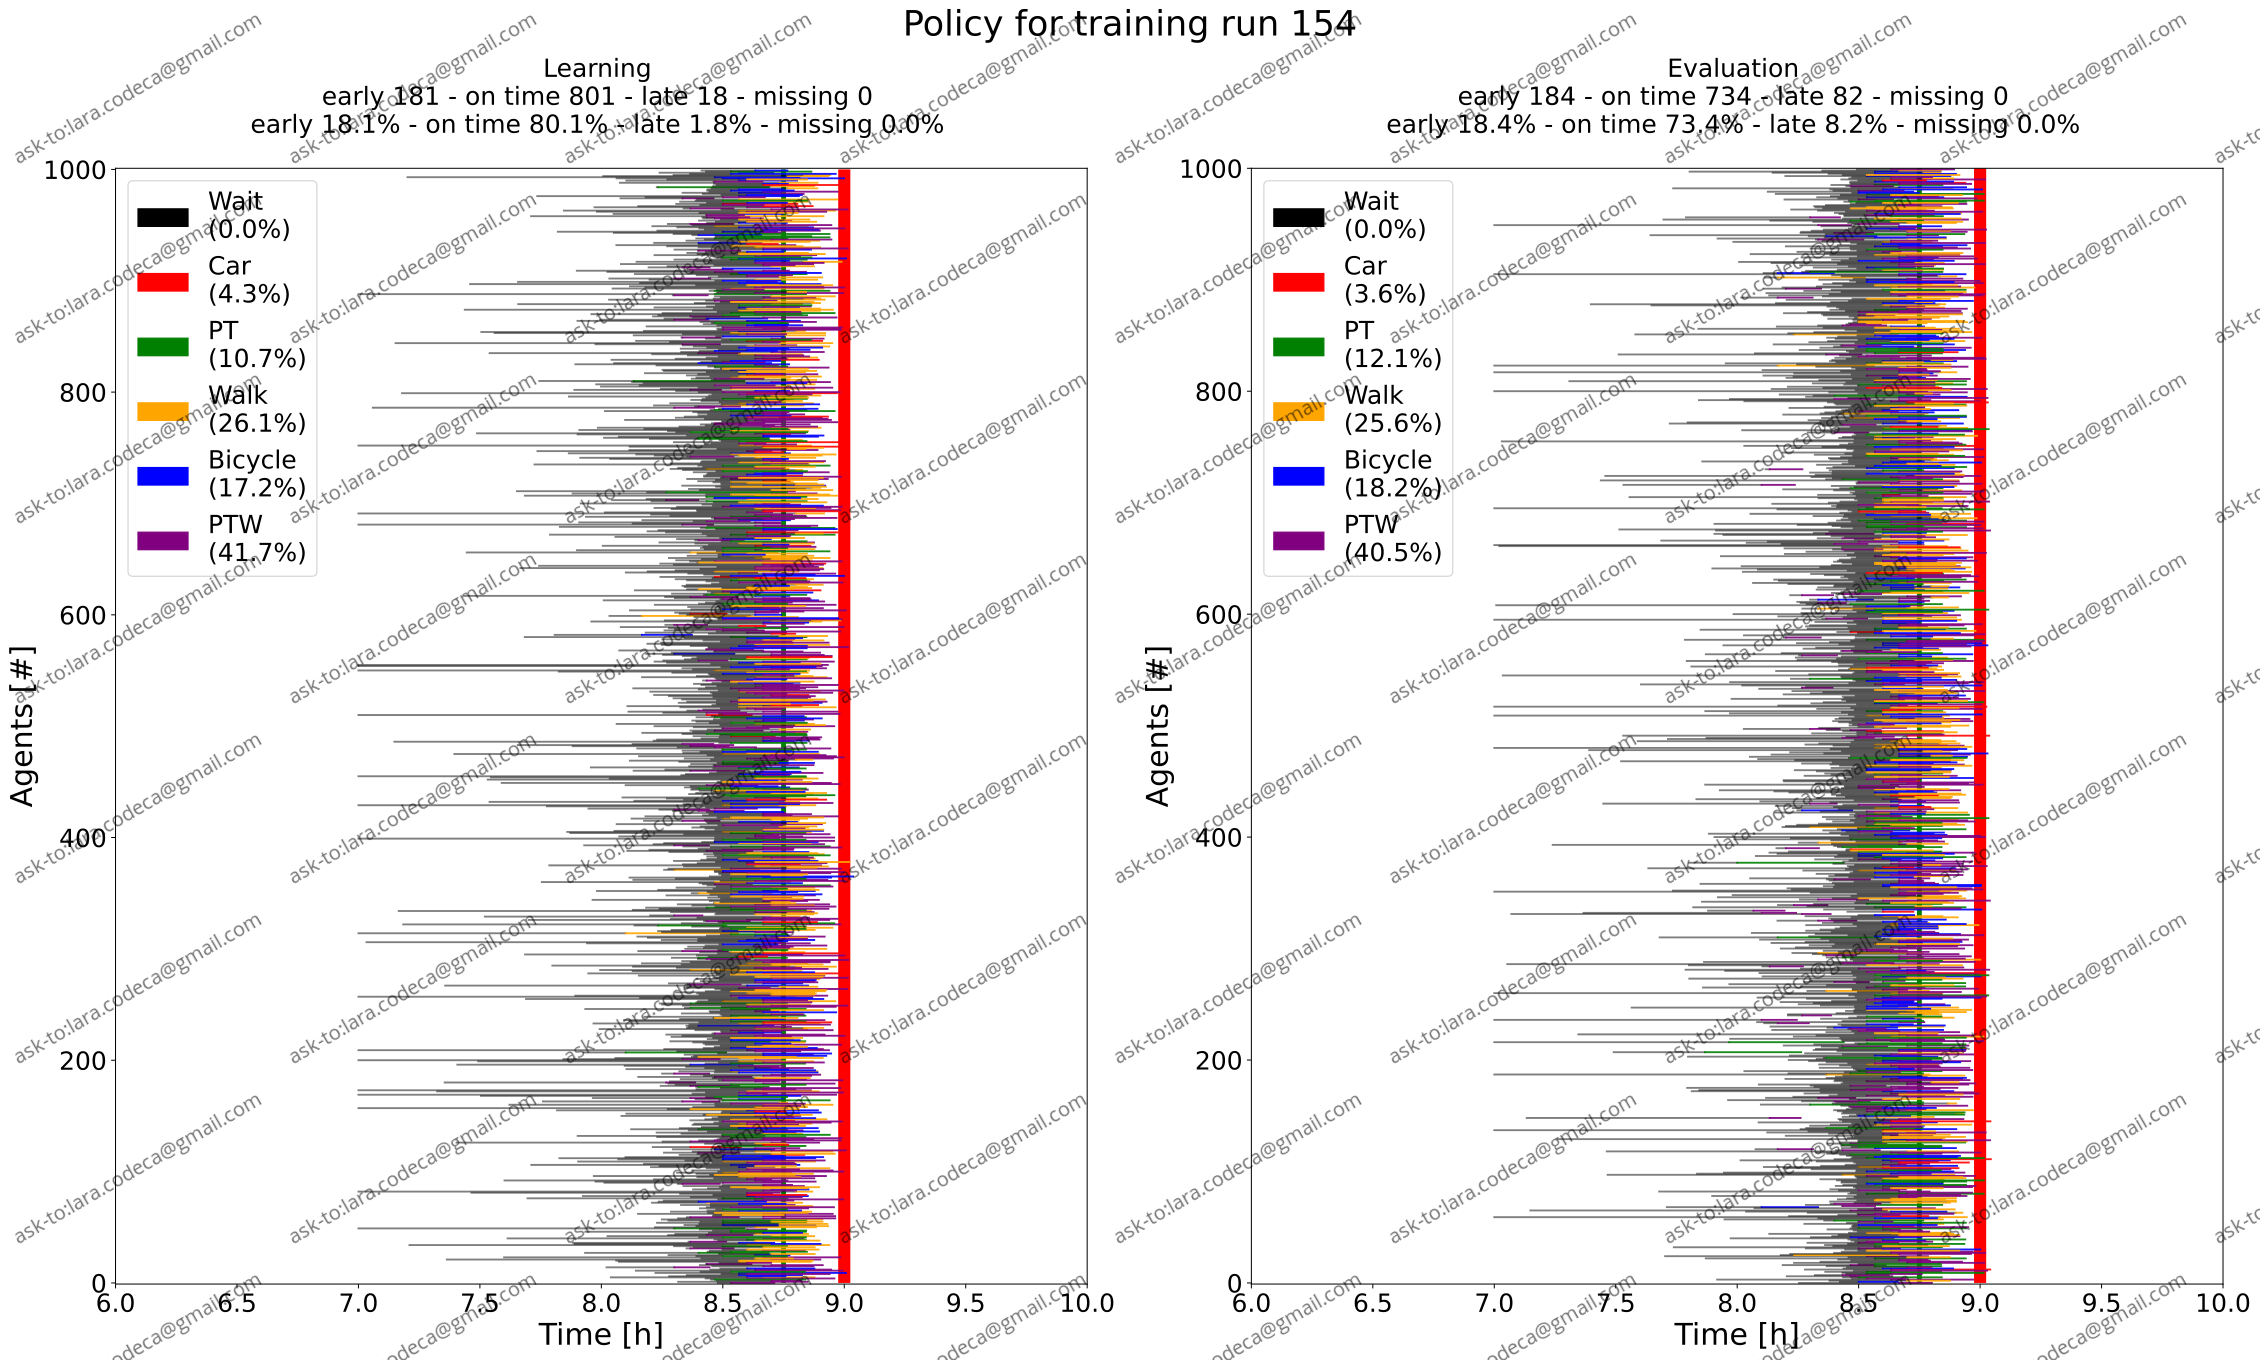 Policy for training run 154
Learning
early 181 - on time 801 - late 18 - missing 0
early 18.1% - on time 80.1% - late 1.8% - missing 0.0%
1000
800
600
400
200
0
Agents [#]
Wait
(0.0%)
Car
(4.3%)
PT
(10.7%)
Walk
(26.1%)
Bicycle
(17.2%)
PTW
(41.7%)
6.0 6.5 7.0 7.5 8.0 8.5 9.0 9.5 10.0
Time [h]
Evaluation
early 184 - on time 734 - late 82 - missing 0
early 18.4% - on time 73.4% - late 8.2% - missing 0.0%
1000
800
600
400
200
0
Agents [#]
Wait
(0.0%)
Car
(3.6%)
PT
(12.1%)
Walk
(25.6%)
Bicycle
(18.2%)
PTW
(40.5%)
6.0 6.5 7.0 7.5 8.0 8.5 9.0 9.5 10.0
Time [h]
ask-to:lara.codeca@gmail.com